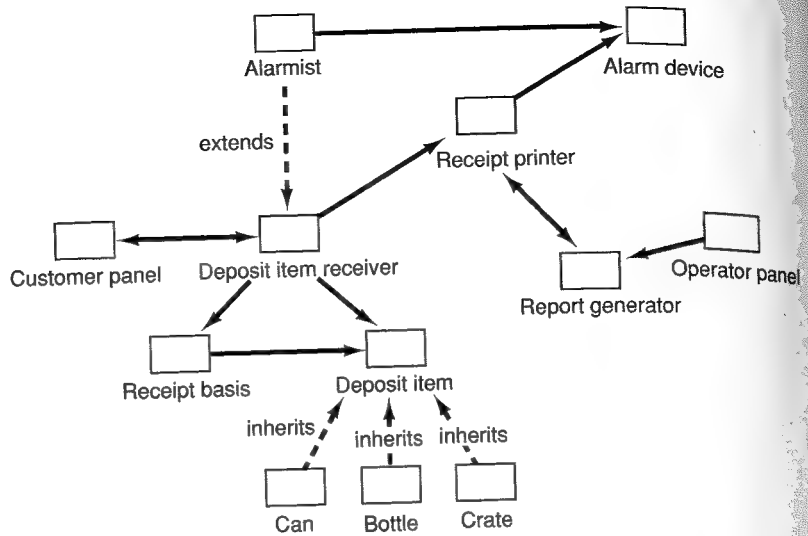 Alarmist
Alarm device
extends
Receipt printer
Customer panel
Deposit item receiver
Operator panel
Report generator
Receipt basis
Deposit item
inherits
inherits
inherits
Can
Bottle
Crate